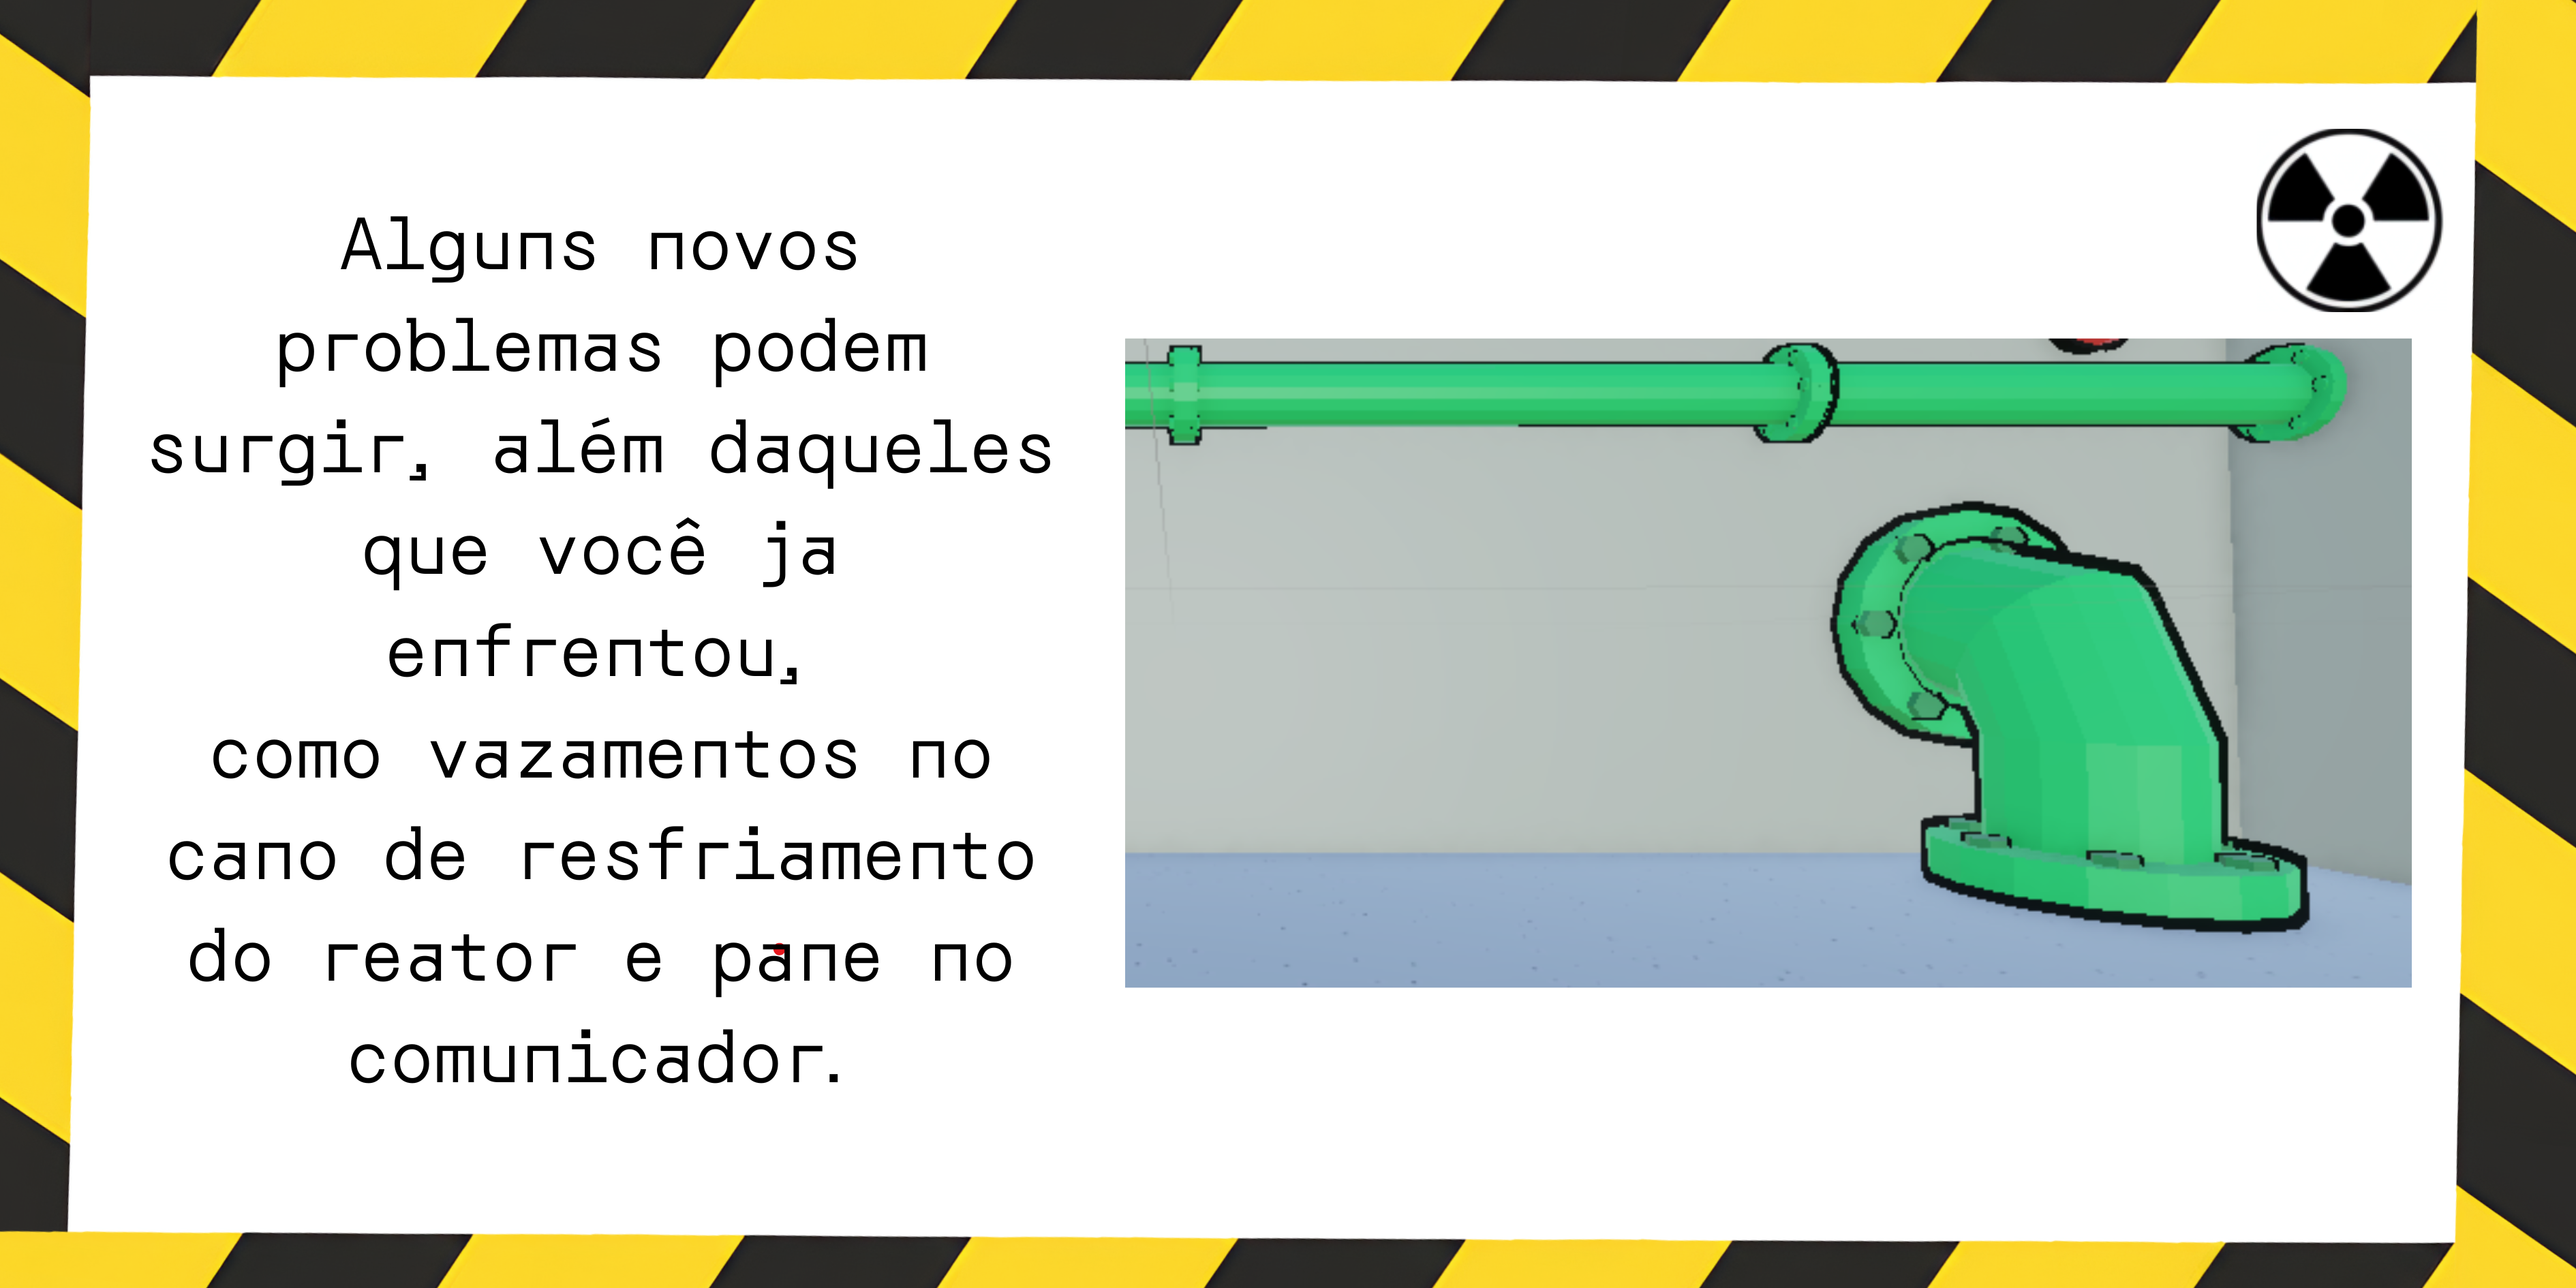 Alguns novos
problemas podem
surgir, além daqueles
que você ja
enfrentou,
como vazamentos no
cano de resfriamento
do reator e pane no
comunicador.